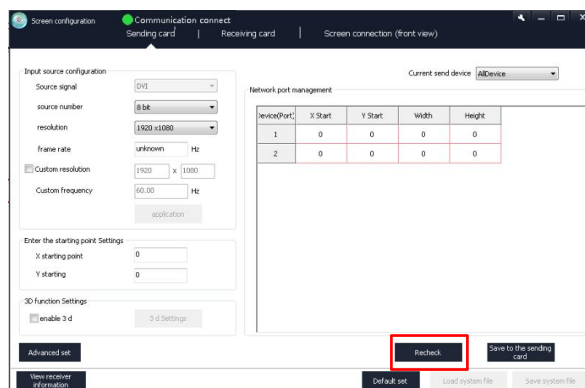 Screen configuration
Communication connect
Sending card | Receiving card | Screen connection (front view)
Input source configuration
Current send device AllDevice
Source signal DVI
Network port management
source number 8 bit
resolution 1920 x1080
frame rate unknown Hz
Custom resolution 1920 x 1080
Custom frequency 60.00 Hz
application
Device(Port) X Start Y Start Width Height
1 0 0 0 0
2 0 0 0 0
Enter the starting point Settings
X starting point 0
Y starting 0
3D function Settings
enable 3 d 3 d Settings
Advanced set
Recheck
Save to the sending
card
View receiver
information
Default set
Load system file
Save system file